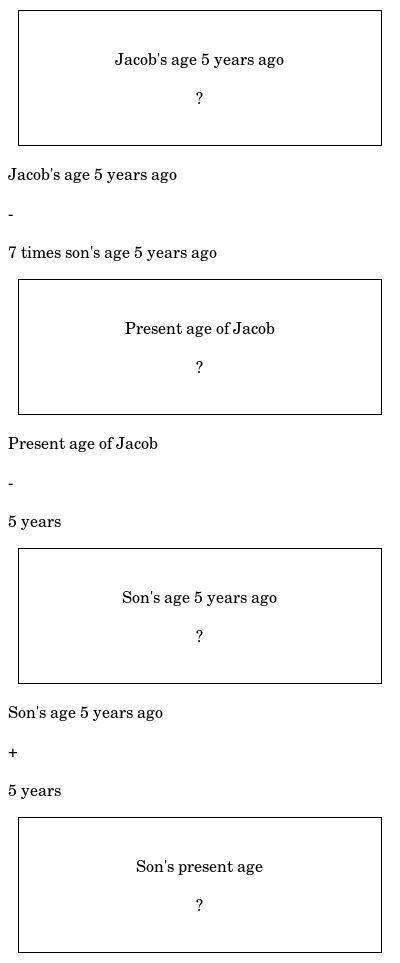 Jacob's age 5 years ago
?
Jacob's age 5 years ago
-
7 times son's age 5 years ago
Present age of Jacob
?
Present age of Jacob
-
5 years
Son's age 5 years ago
?
Son's age 5 years ago
+
5 years
Son's present age
?